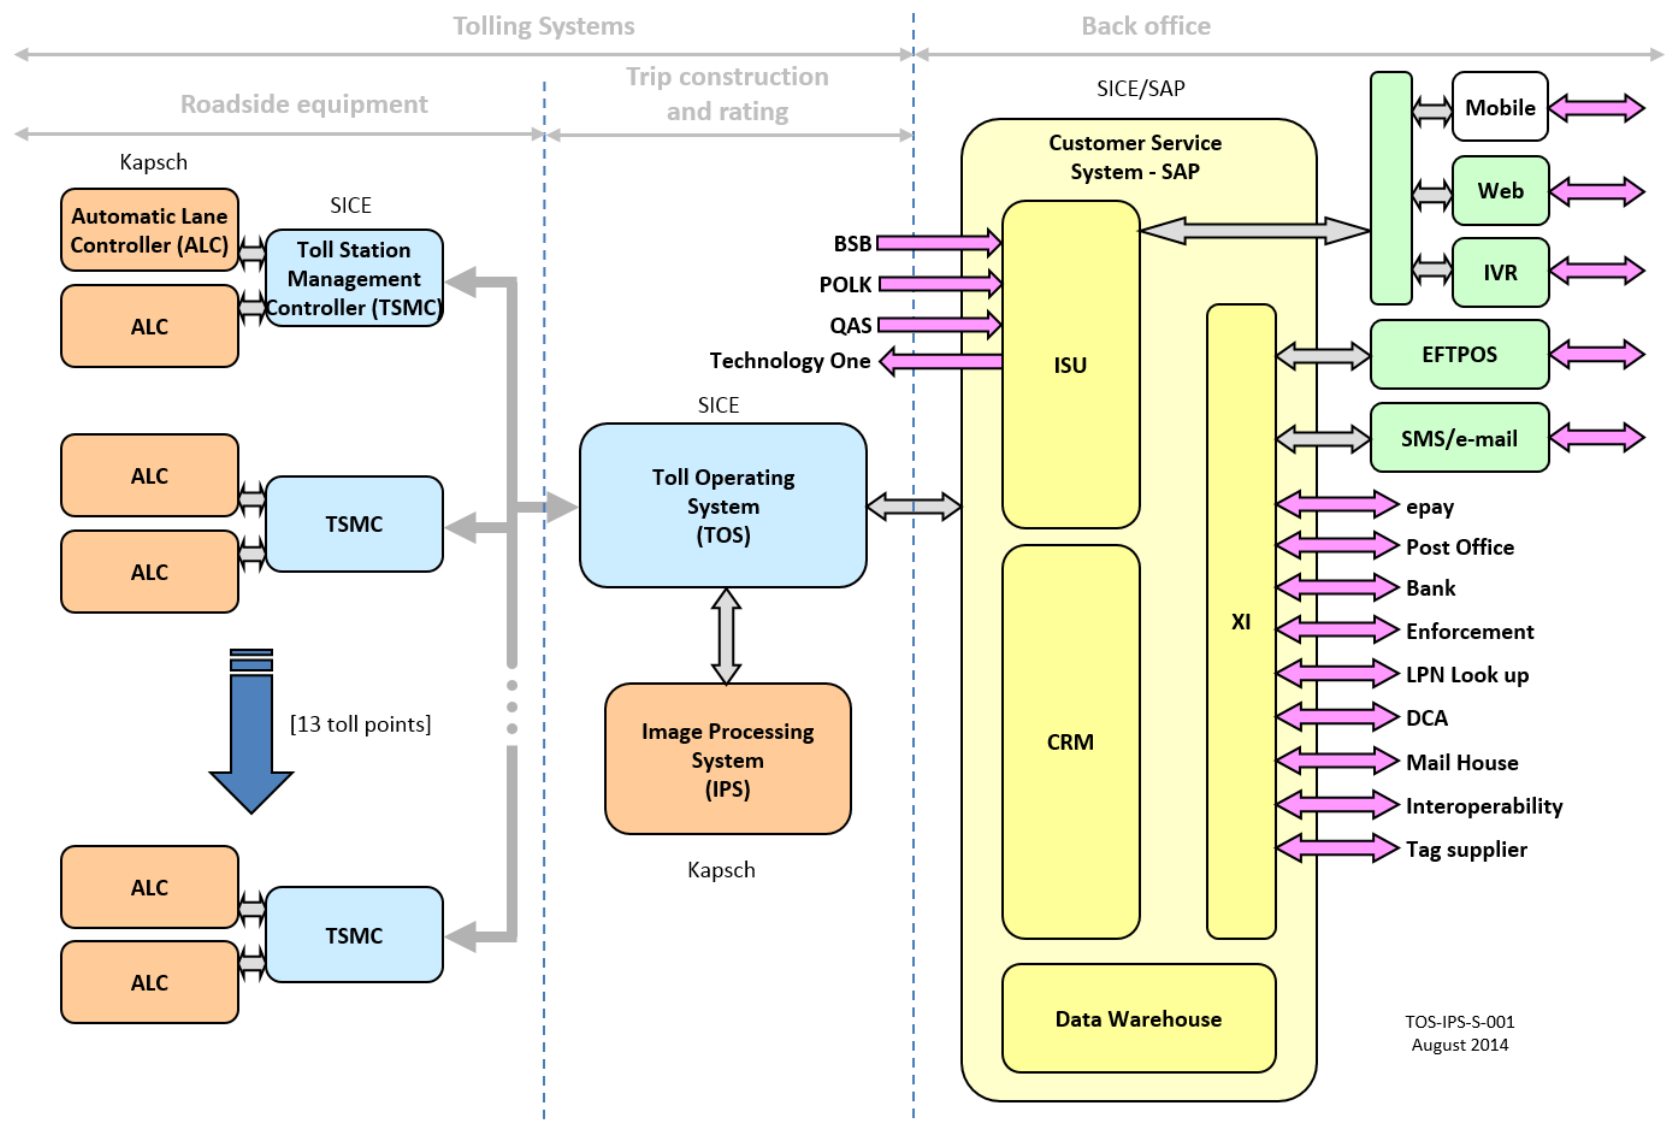 Tolling Systems
Back office
Roadside equipment
Trip construction
and rating
Kapsch
Automatic Lane
Controller (ALC)
ALC
SICE
Toll Station
Management
Controller (TSMC)
ALC
ALC
TSMC
[13 toll points]
ALC
ALC
TSMC
BSB
POLK
QAS
Technology One
SICE
Toll Operating
System
(TOS)
Image Processing
System
(IPS)
Kapsch
SICE/SAP
Customer Service
System - SAP
ISU
CRM
XI
Data Warehouse
Mobile
Web
IVR
EFTPOS
SMS/e-mail
epay
Post Office
Bank
Enforcement
LPN Look up
DCA
Mail House
Interoperability
Tag supplier
TOS-IPS-S-001
August 2014